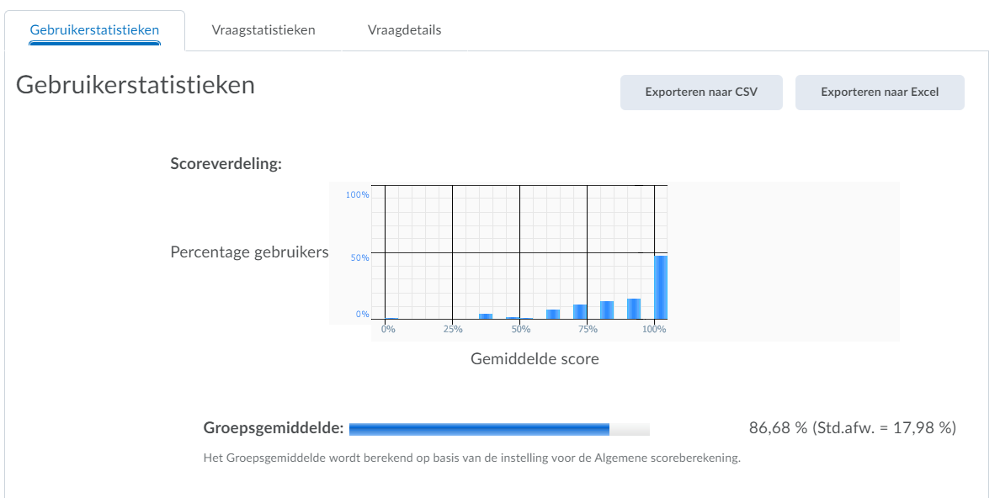 Gebruikerstatistieken Vraagstatistieken Vraagdetails
Gebruikerstatistieken
Exporteren naar CSV Exporteren naar Excel
Scoreverdeling:
100%
Percentage gebruikers
50%
0%
0% 25% 50% 75% 100%
Gemiddelde score
Groepsgemiddelde: 86,68 % (Std.afw. = 17,98 %)
Het Groepsgemiddelde wordt berekend op basis van de instelling voor de Algemene scoreberekening.